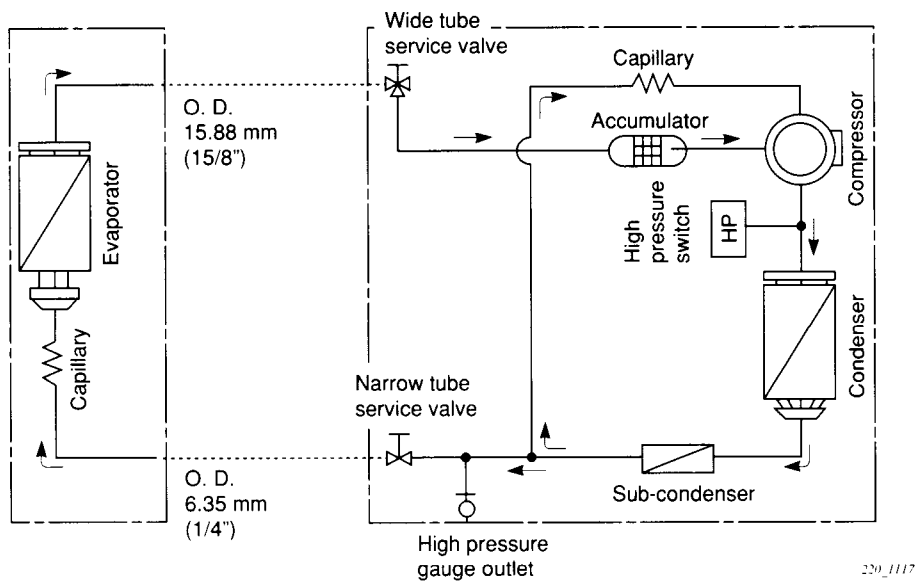 Wide tube
service valve
Capillary
O. D.
15.88 mm
(15/8")
Accumulator
Compressor
Evaporator
High
pressure
switch
HP
Capillary
Condenser
Narrow tube
service valve
O. D.
6.35 mm
(1/4")
Sub-condenser
High pressure
gauge outlet
220_1117